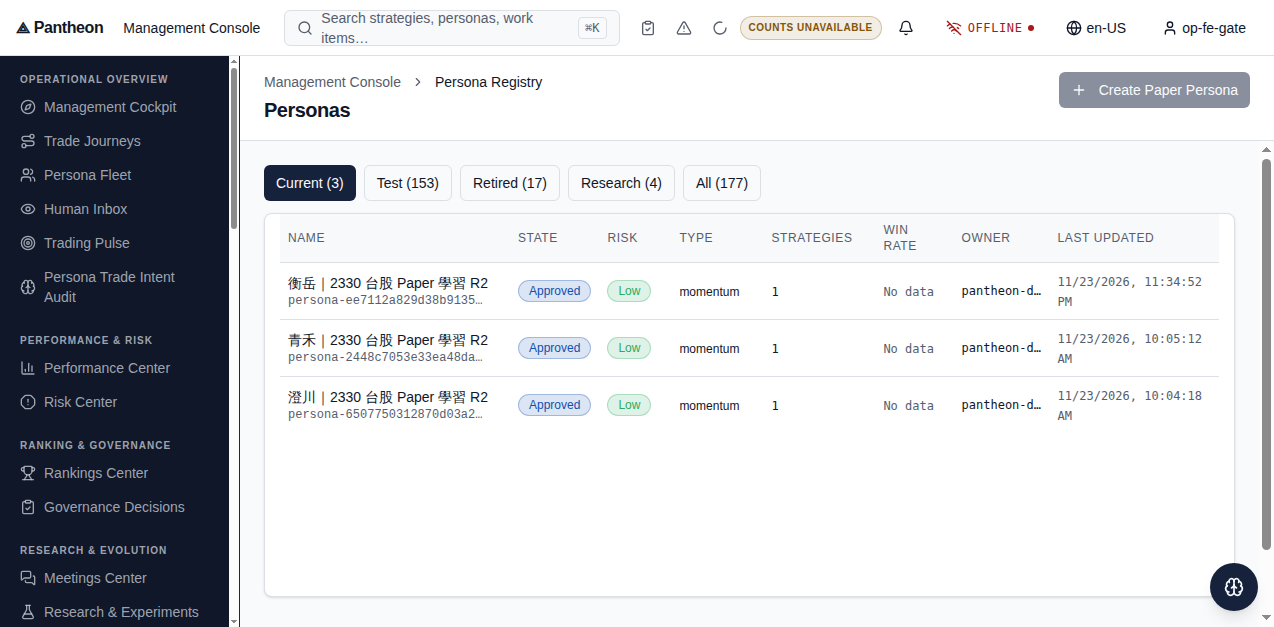 Pantheon
Management Console
Search strategies, personas, work items…
⌘K
COUNTS UNAVAILABLE
OFFLINE
en-US
op-fe-gate
OPERATIONAL OVERVIEW
Management Cockpit
Trade Journeys
Persona Fleet
Human Inbox
Trading Pulse
Persona Trade Intent
Audit
PERFORMANCE & RISK
Performance Center
Risk Center
RANKING & GOVERNANCE
Rankings Center
Governance Decisions
RESEARCH & EVOLUTION
Meetings Center
Research & Experiments
Management Console > Persona Registry
Personas
+ Create Paper Persona
Current (3) Test (153) Retired (17) Research (4) All (177)
NAME STATE RISK TYPE STRATEGIES WIN RATE OWNER LAST UPDATED
衡岳｜2330 台股 Paper 學習 R2
persona-ee7112a829d38b9135…
Approved Low momentum 1 No data pantheon-d… 11/23/2026, 11:34:52 PM
青禾｜2330 台股 Paper 學習 R2
persona-2448c7053e33ea48da…
Approved Low momentum 1 No data pantheon-d… 11/23/2026, 10:05:12 AM
澄川｜2330 台股 Paper 學習 R2
persona-6507750312870d03a2…
Approved Low momentum 1 No data pantheon-d… 11/23/2026, 10:04:18 AM